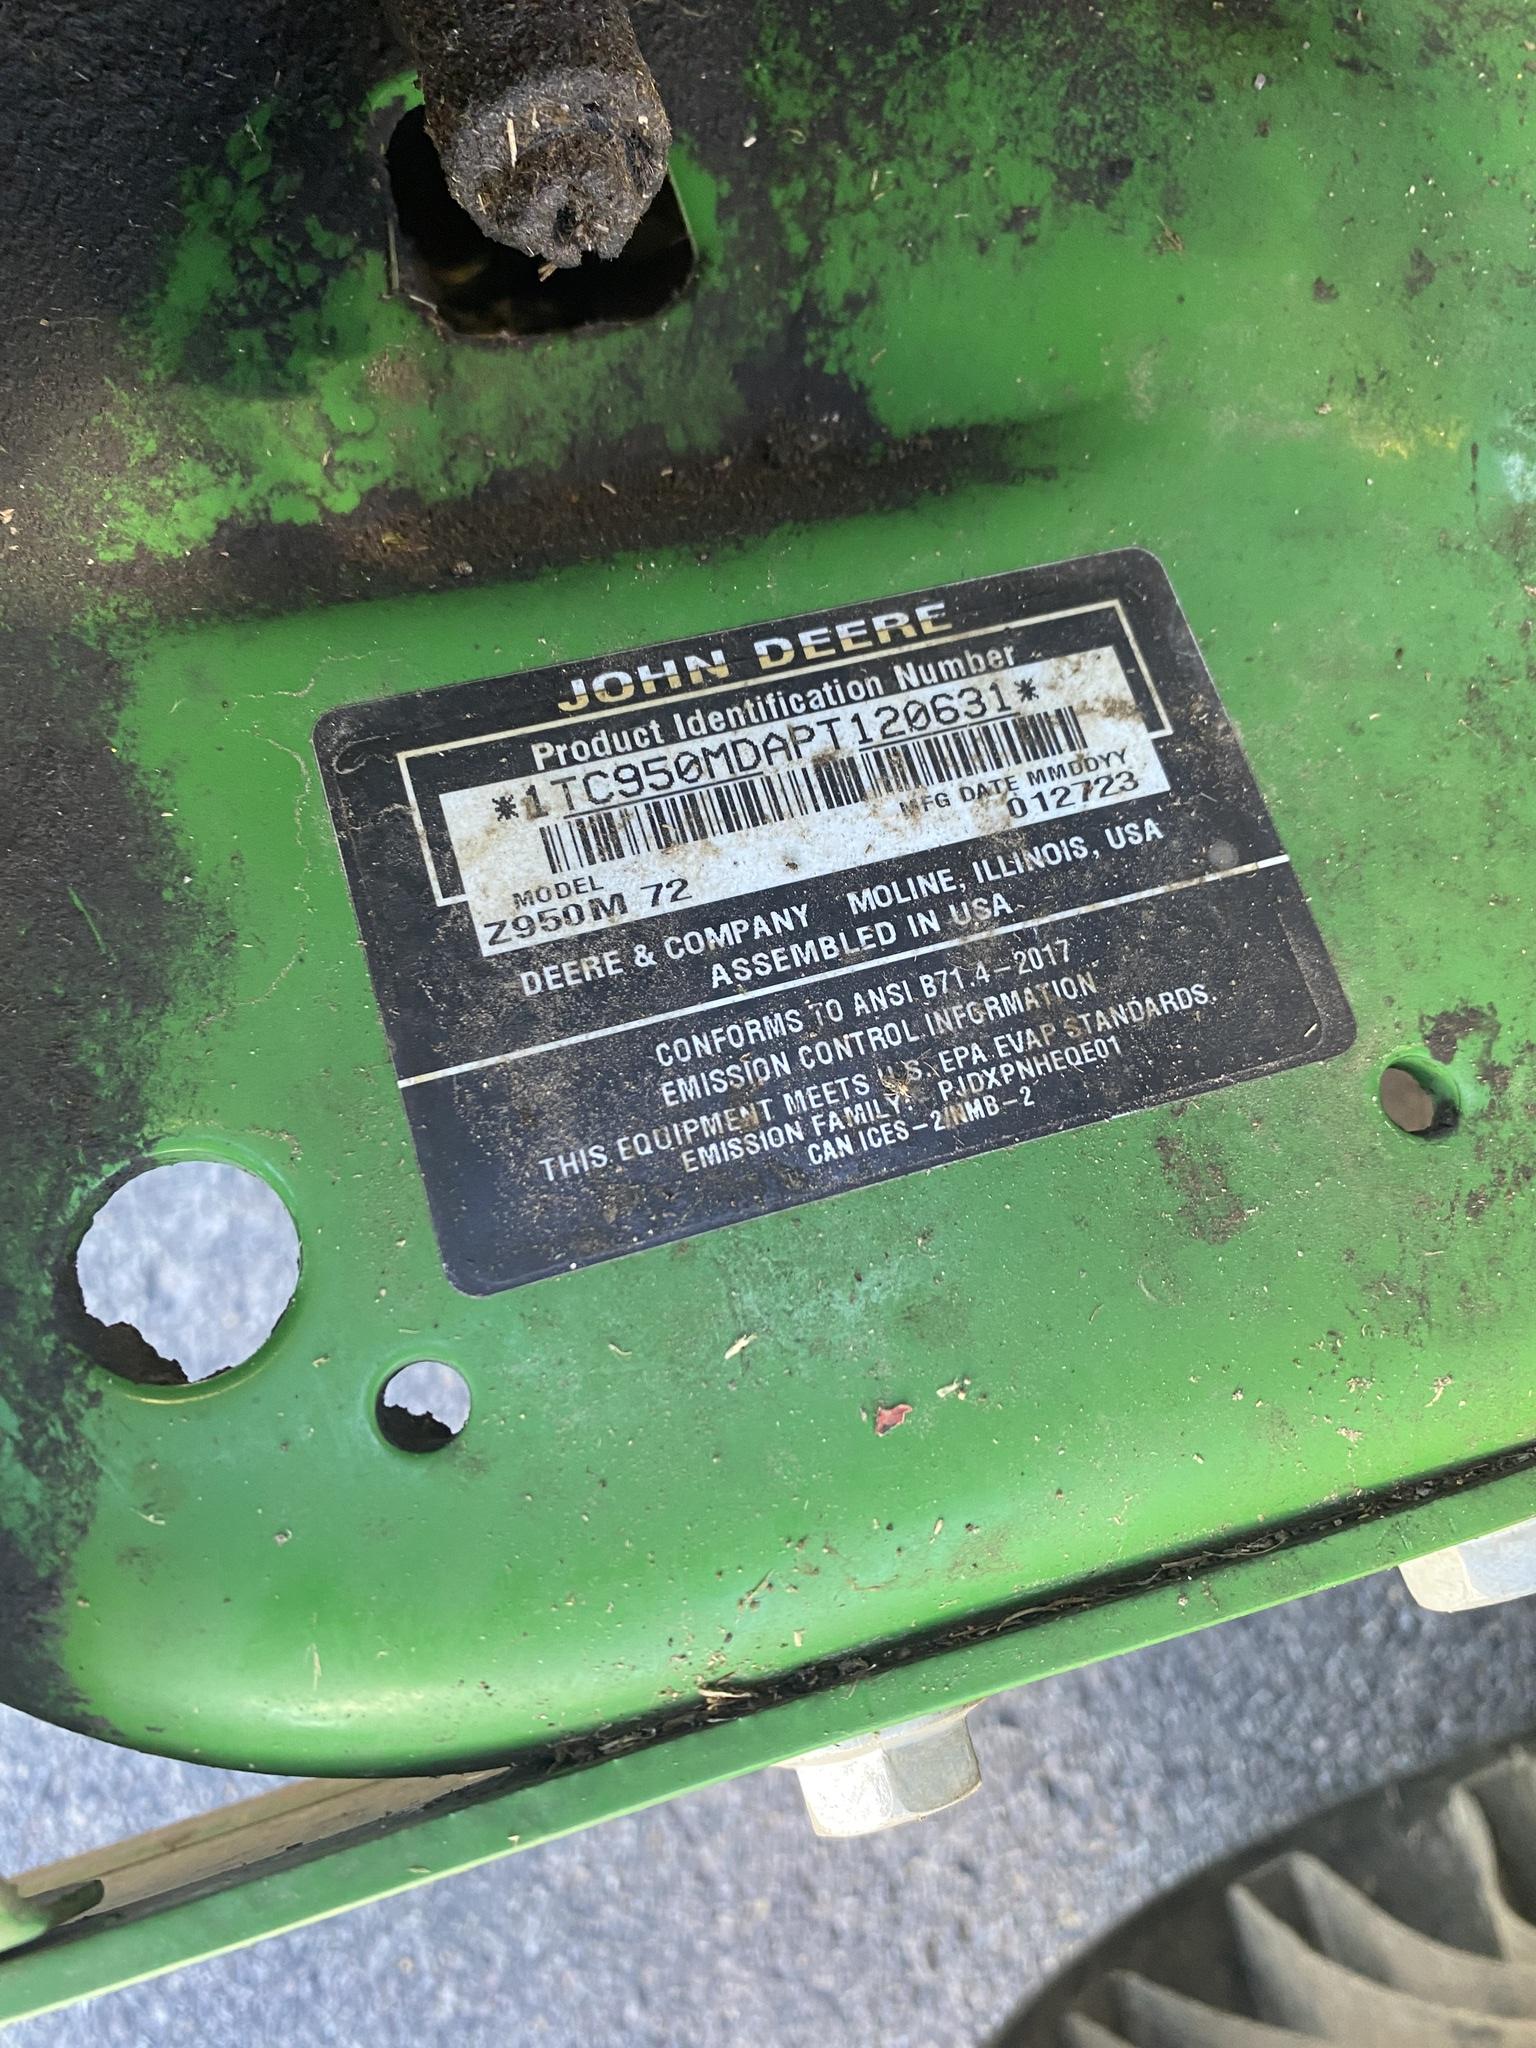 JOHN DEERE
Product Identification Number
*1TC950MDAPT120631*
MFG DATE MMDDYY
012723
MODEL
Z950M 72
DEERE & COMPANY MOLINE, ILLINOIS, USA
ASSEMBLED IN USA
CONFORMS TO ANSI B71.4-2017
EMISSION CONTROL INFORMATION
THIS EQUIPMENT MEETS U.S. EPA EVAP STANDARDS.
EMISSION FAMILY: PJDXPNHEQE01
CAN ICES-2/NMB-2